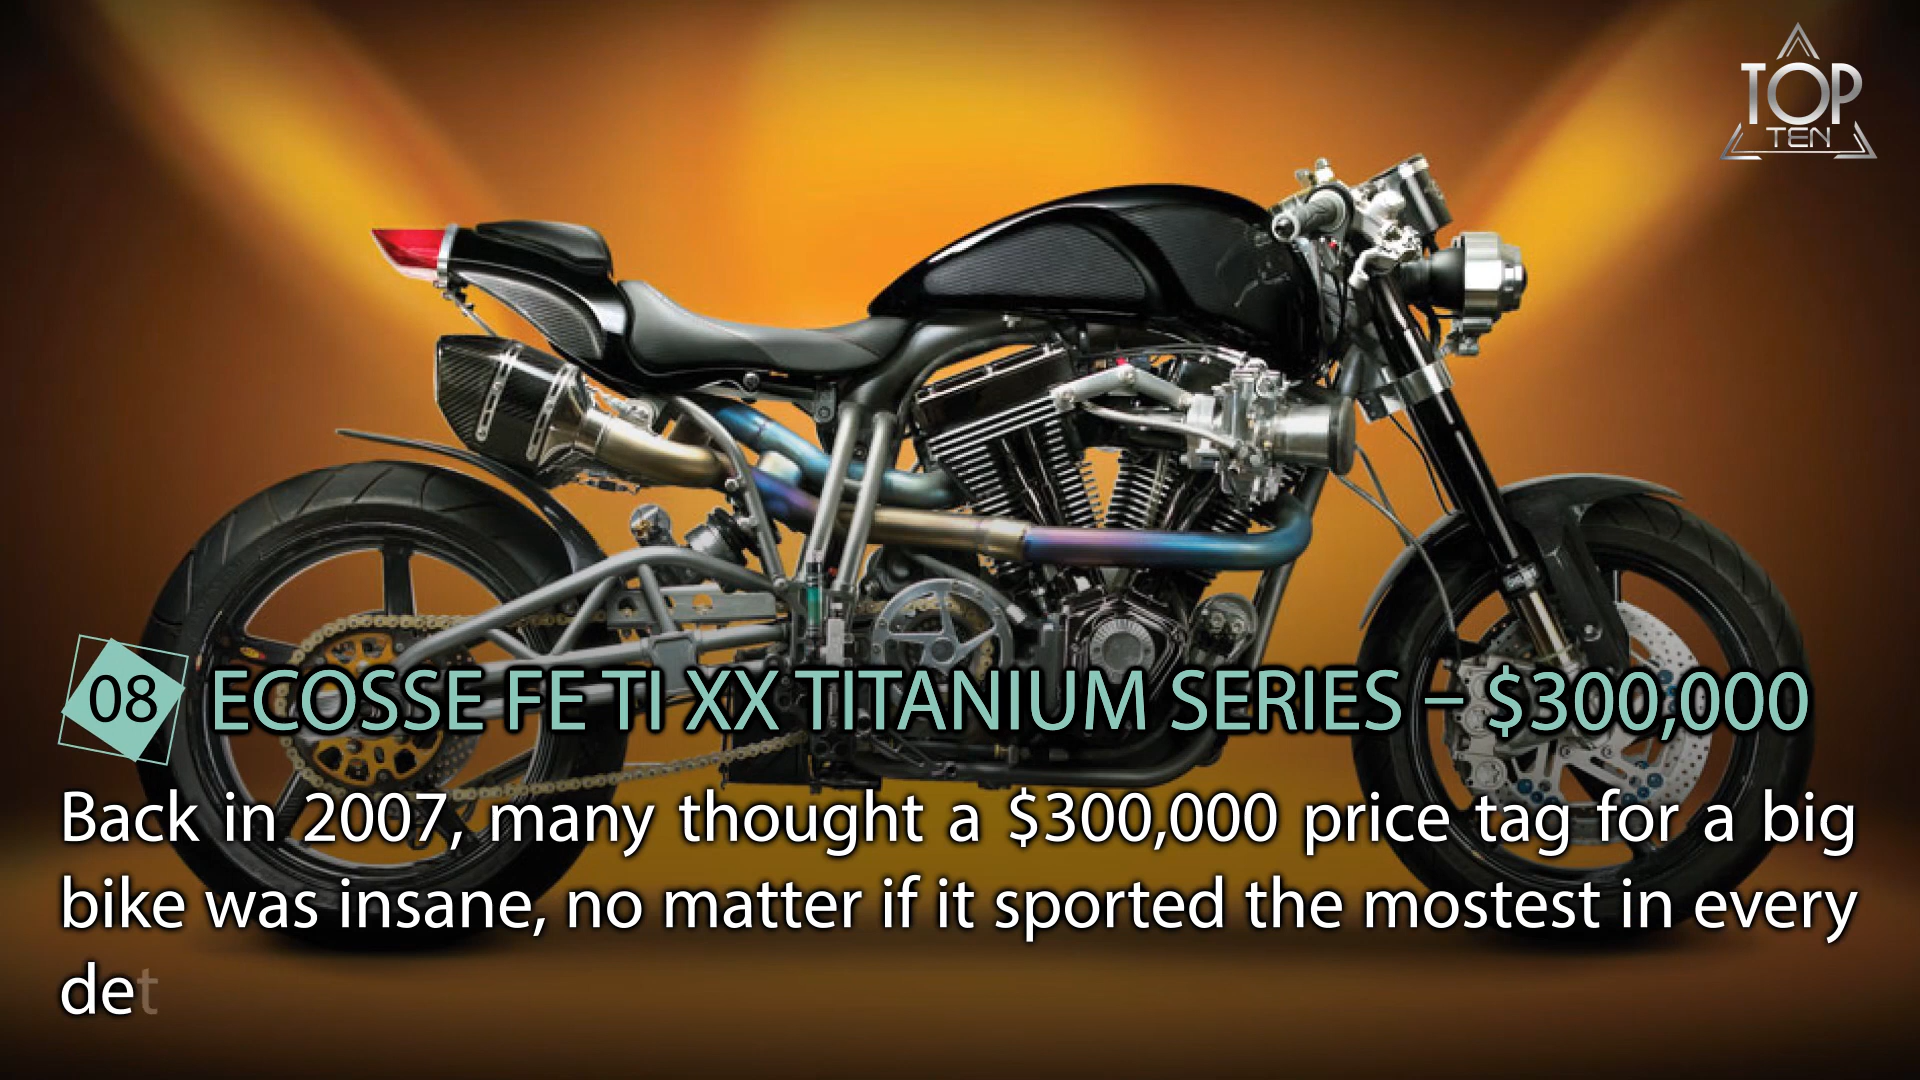 TOP
TEN
08 ECOSSE FE TI XX TITANIUM SERIES – $300,000
Back in 2007, many thought a $300,000 price tag for a big
bike was insane, no matter if it sported the mostest in every
det